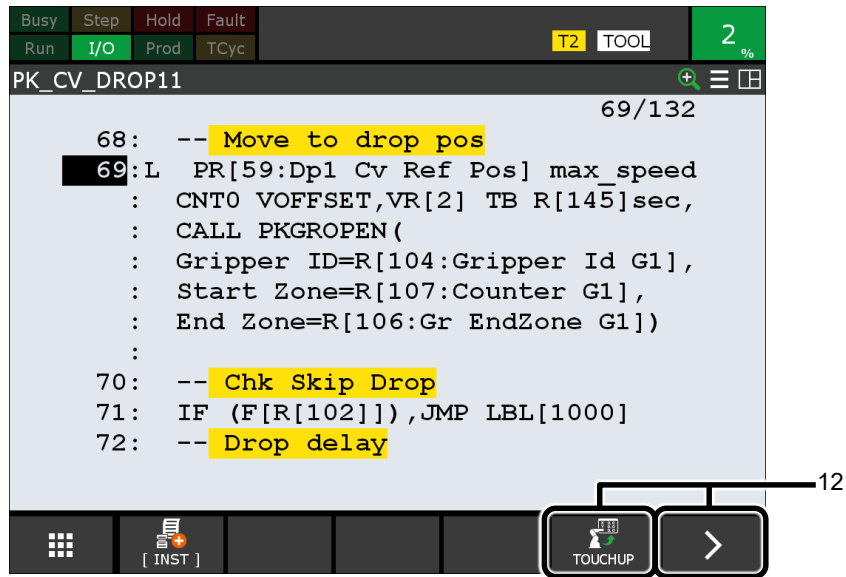 Busy Step Hold Fault
Run I/O Prod TCyc T2 TOOL 2 %
PK_CV_DROP11
69/132
68: -- Move to drop pos
69:L PR[59:Dp1 Cv Ref Pos] max_speed
: CNT0 VOFFSET,VR[2] TB R[145]sec,
: CALL PKGROPEN(
: Gripper ID=R[104:Gripper Id G1],
: Start Zone=R[107:Counter G1],
: End Zone=R[106:Gr EndZone G1])
:
70: -- Chk Skip Drop
71: IF (F[R[102]]),JMP LBL[1000]
72: -- Drop delay
12
[ INST ] TOUCHUP